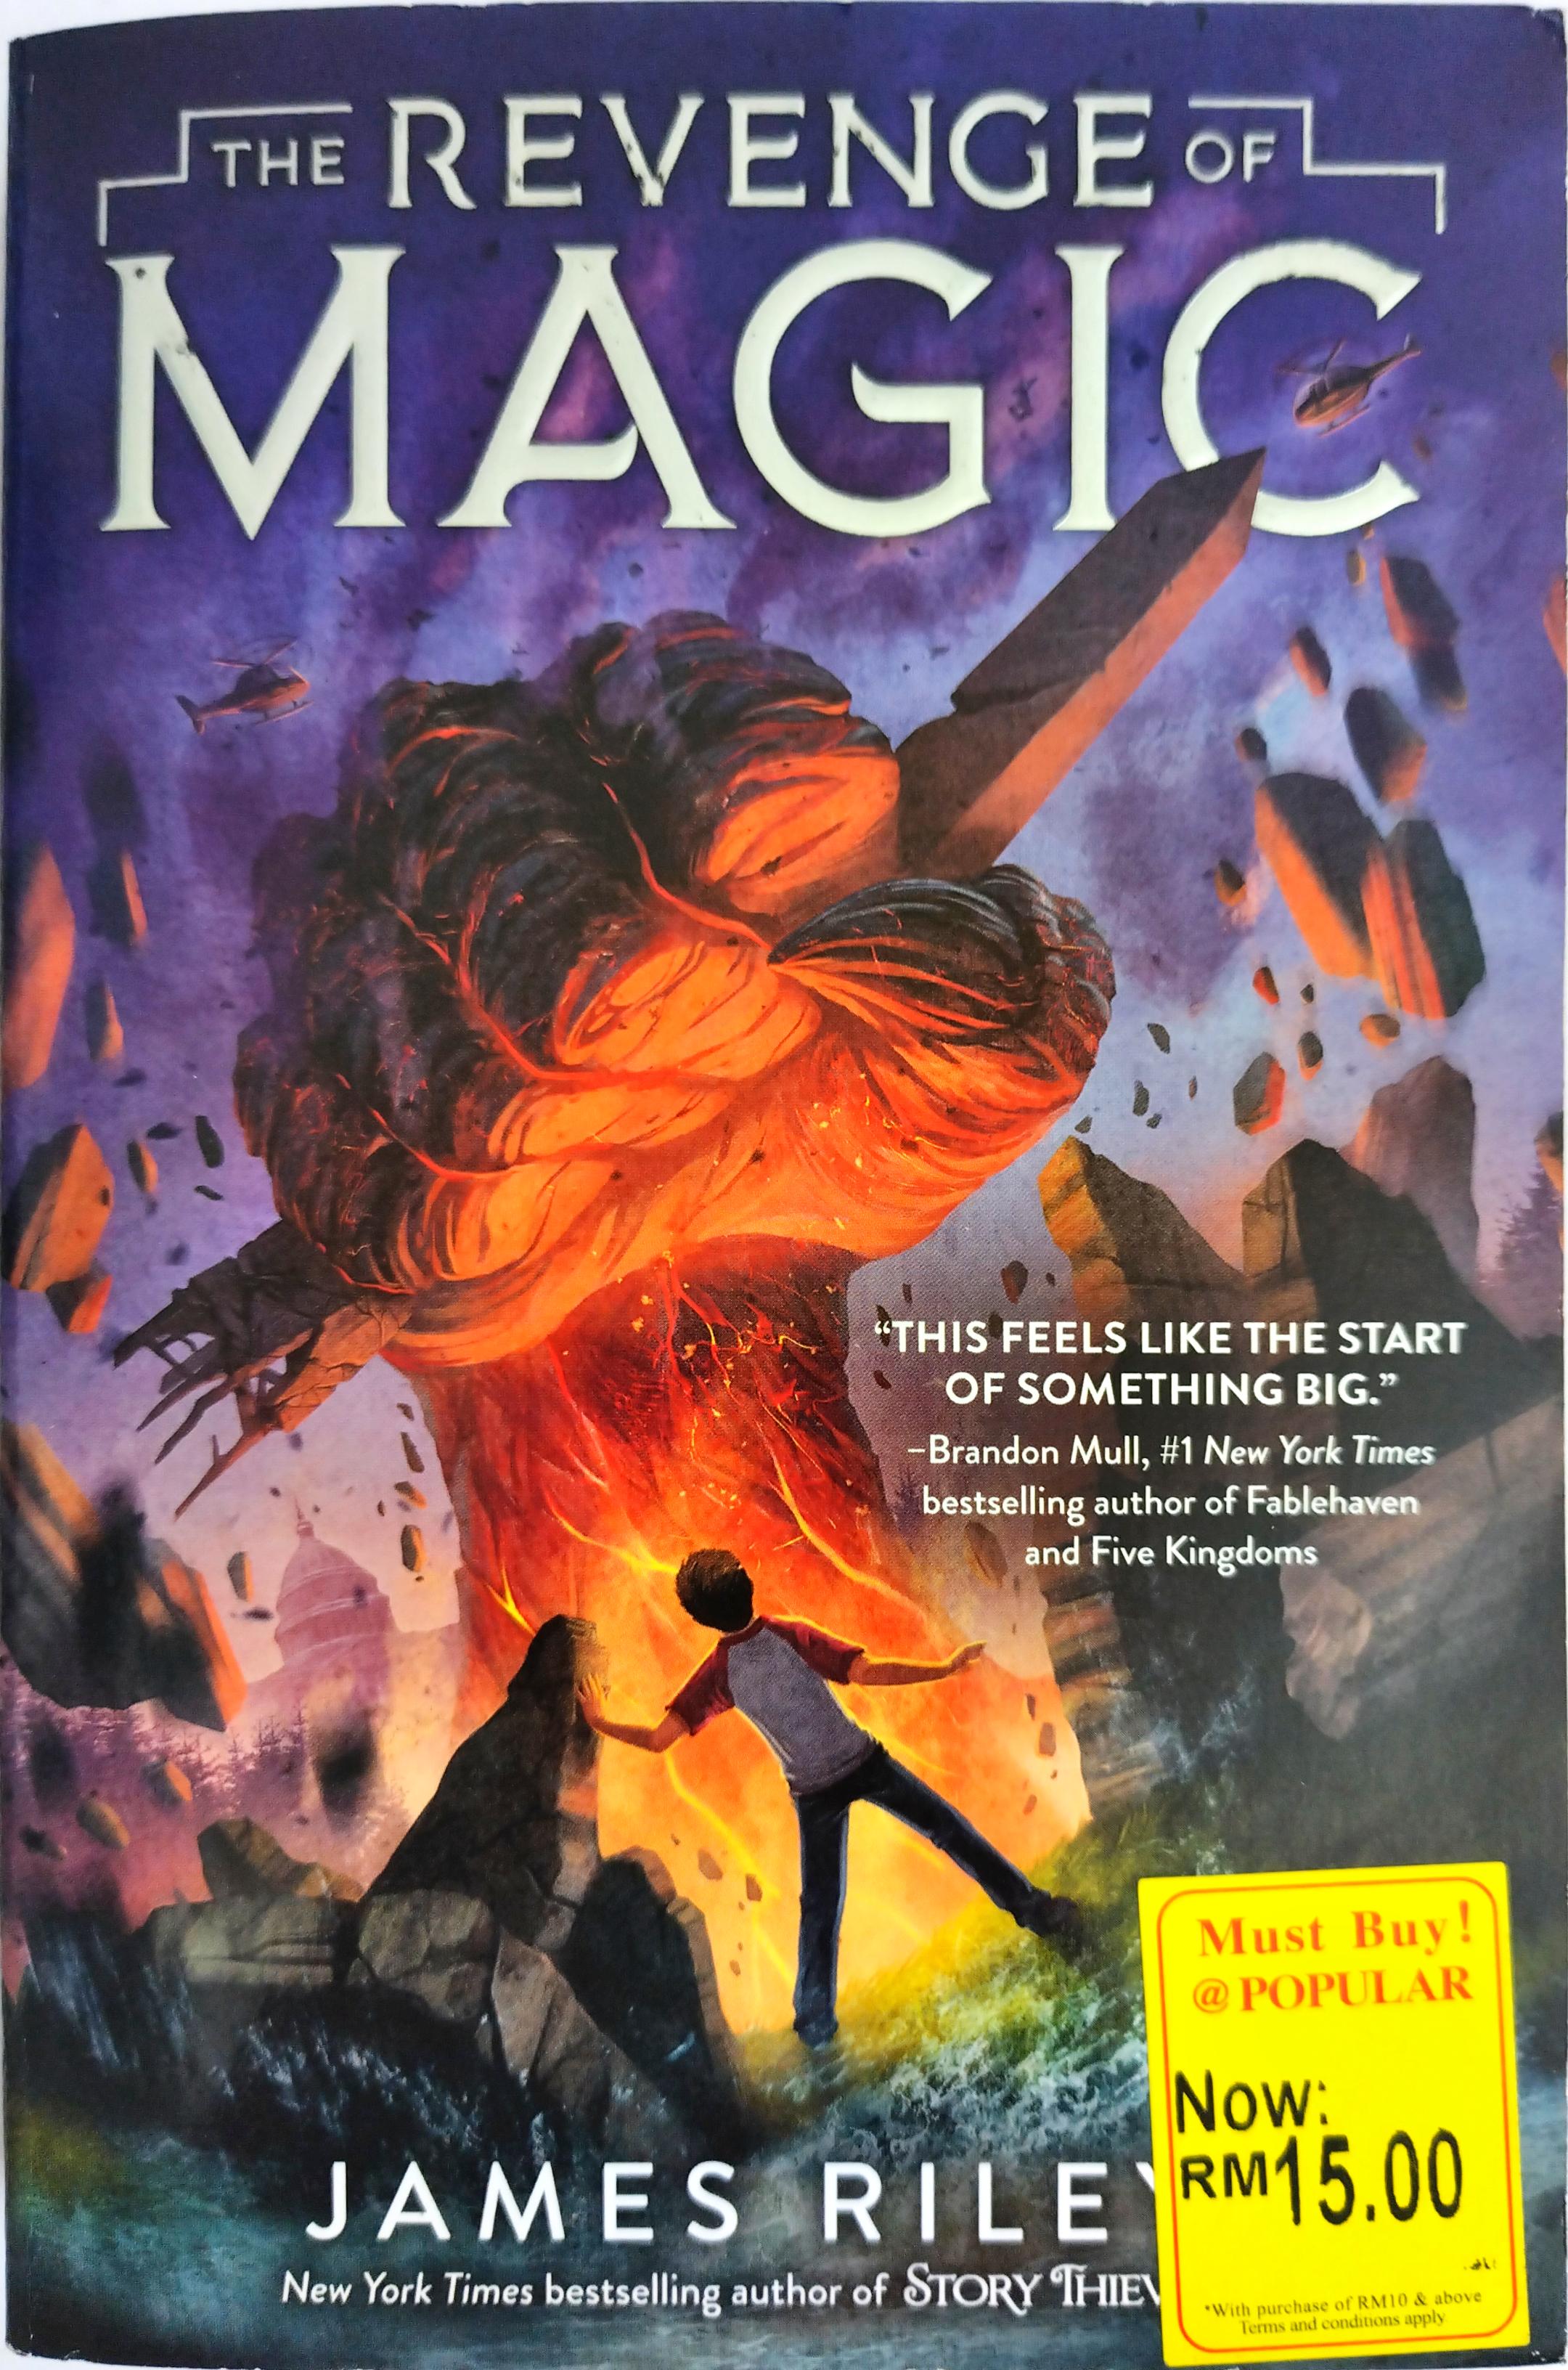 THE REVENGE OF
MAGIC
“THIS FEELS LIKE THE START
OF SOMETHING BIG.”
–Brandon Mull, #1 New York Times
bestselling author of Fablehaven
and Five Kingdoms
JAMES RILEY
New York Times bestselling author of STORY THIEV
Must Buy!
@ POPULAR
Now:
RM15.00
*With purchase of RM10 & above
Terms and conditions apply